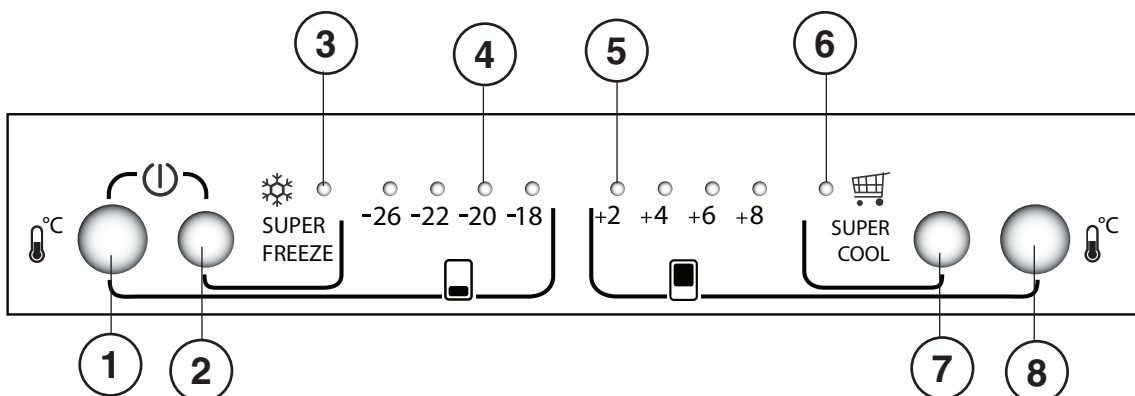 3 4 5 6
°C °C
SUPER
FREEZE
-26 -22 -20 -18 +2 +4 +6 +8
SUPER
COOL
1 2 7 8